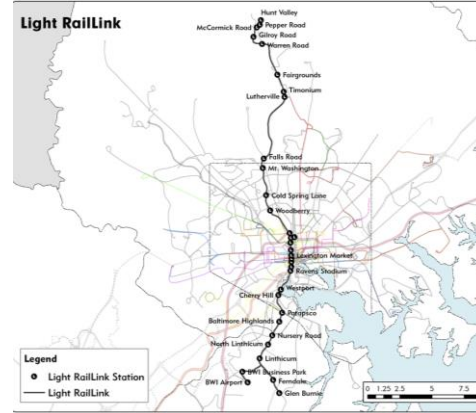 Light RailLink
Hunt Valley
Pepper Road
McCormick Road
Gilroy Road
Warren Road
Fairgrounds
Timonium
Lutherville
Falls Road
Mt. Washington
Cold Spring Lane
Woodberry
Lexington Market
Ravens Stadium
Westport
Cherry Hill
Patapsco
Baltimore Highlands
Nursery Road
North Linthicum
Linthicum
BWI Business Park
BWI Airport
Ferndale
Glen Burnie
Legend
Light RailLink Station
Light RailLink
0 1.25 2.5 5 7.5